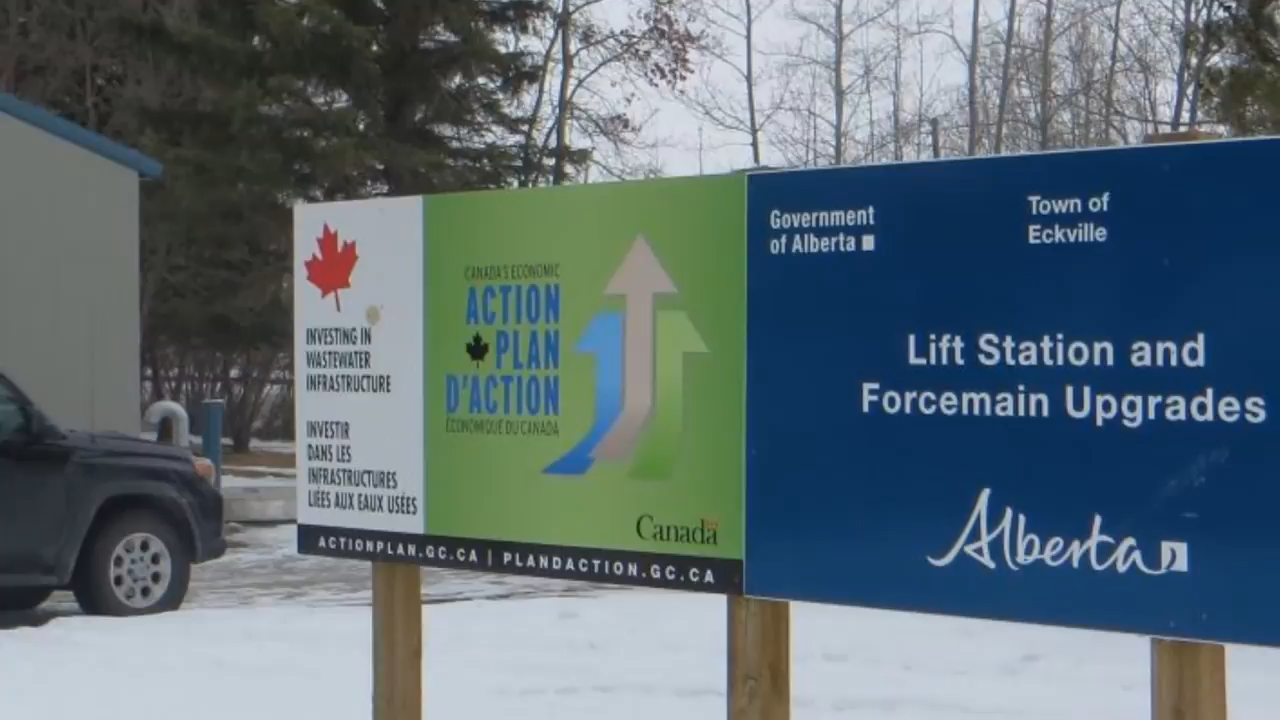 INVESTING IN
WASTEWATER
INFRASTRUCTURE
INVESTIR
DANS LES
INFRASTRUCTURES
LIÉES AUX EAUX USÉES
CANADA'S ECONOMIC
ACTION
PLAN
D'ACTION
ÉCONOMIQUE DU CANADA
Canada
ACTIONPLAN.GC.CA | PLANDACTION.GC.CA
Government
of Alberta
Town of
Eckville
Lift Station and
Forcemain Upgrades
Alberta